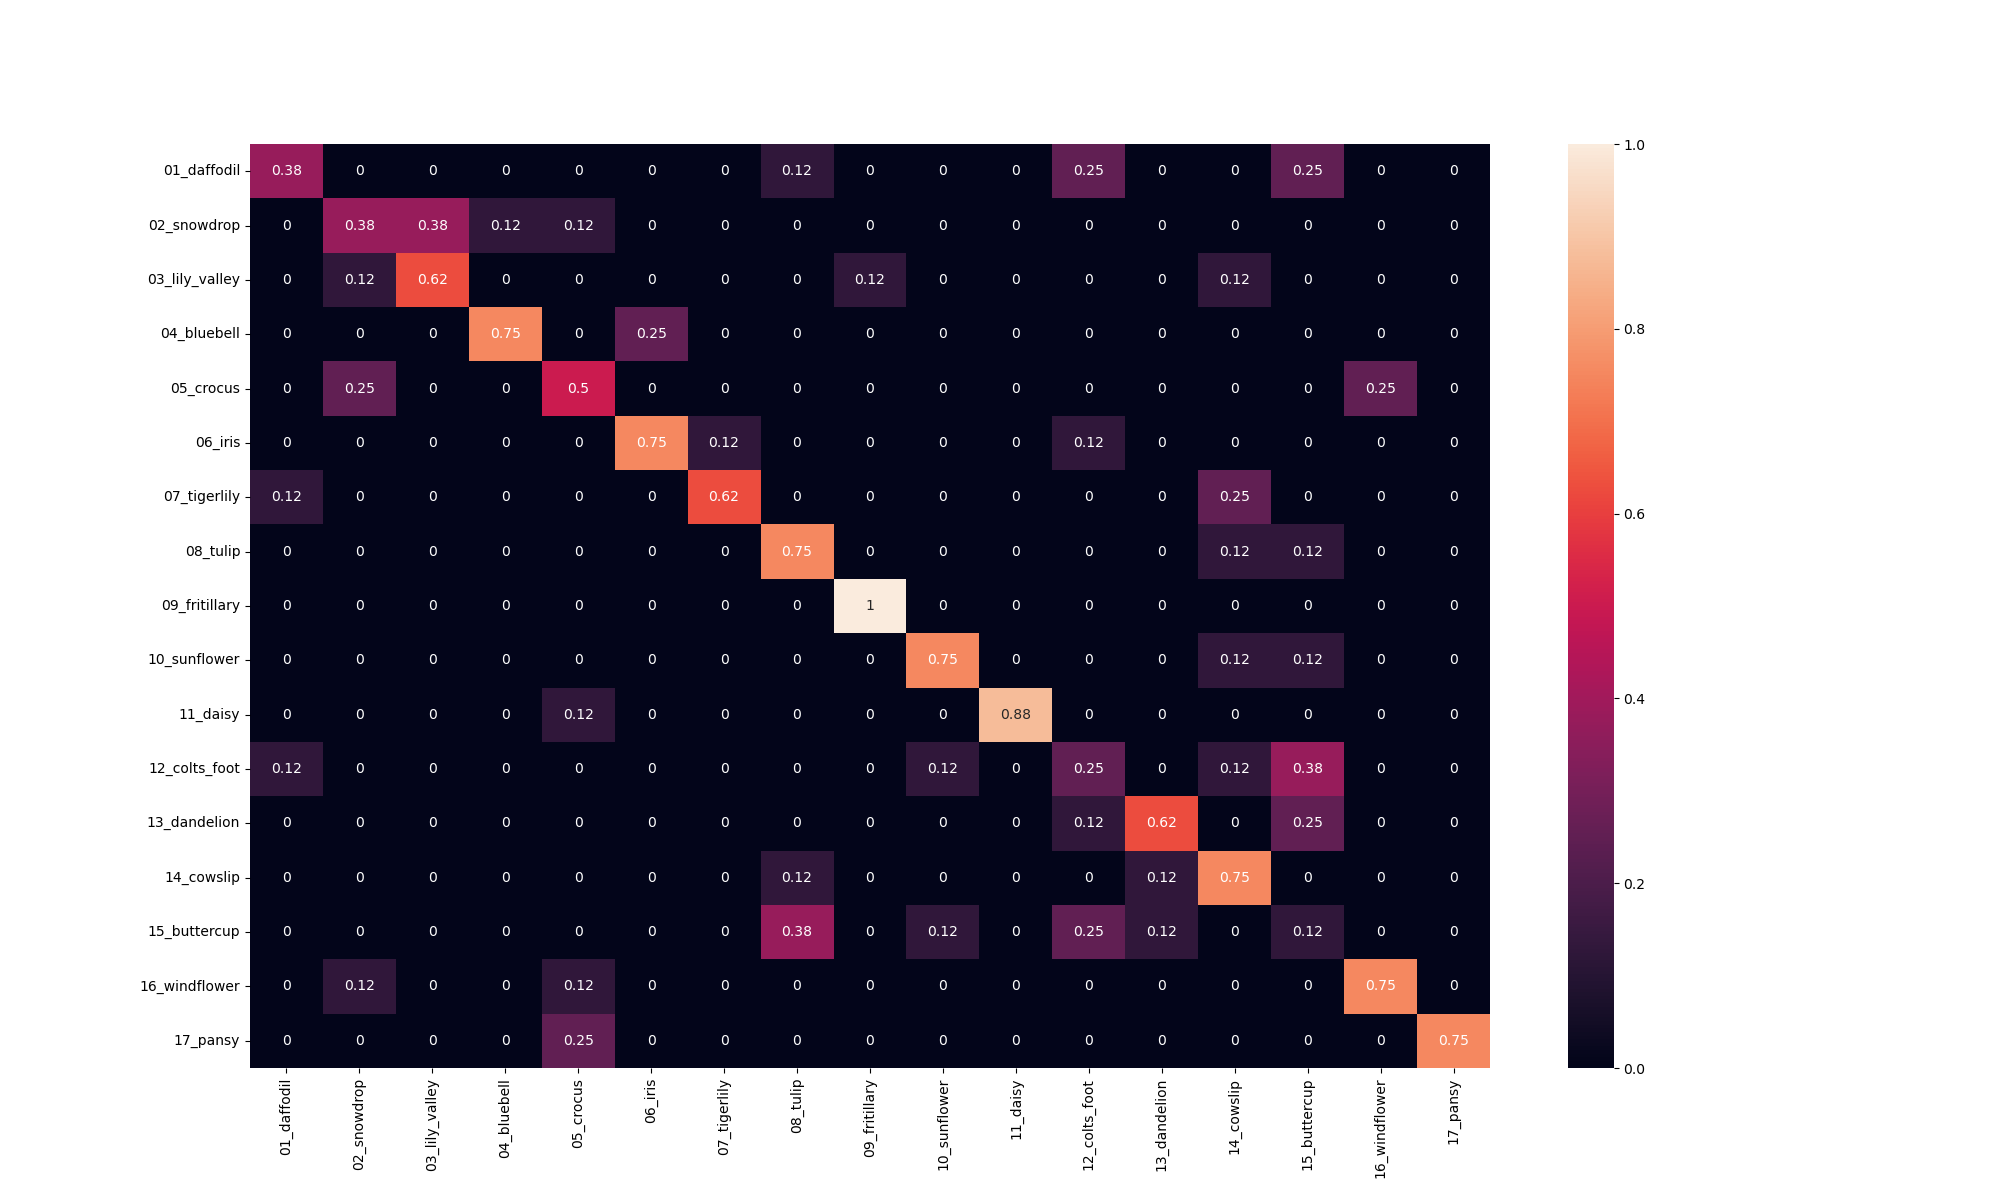 01_daffodil 0.38 0 0 0 0 0 0 0.12 0 0 0 0.25 0 0 0.25 0 0
02_snowdrop 0 0.38 0.38 0.12 0.12 0 0 0 0 0 0 0 0 0 0 0 0
03_lily_valley 0 0.12 0.62 0 0 0 0 0 0.12 0 0 0 0 0.12 0 0 0
04_bluebell 0 0 0 0.75 0 0.25 0 0 0 0 0 0 0 0 0 0 0
05_crocus 0 0.25 0 0 0.5 0 0 0 0 0 0 0 0 0 0 0.25 0
06_iris 0 0 0 0 0 0.75 0.12 0 0 0 0 0.12 0 0 0 0 0
07_tigerlily 0.12 0 0 0 0 0 0.62 0 0 0 0 0 0 0.25 0 0 0
08_tulip 0 0 0 0 0 0 0 0.75 0 0 0 0 0 0.12 0.12 0 0
09_fritillary 0 0 0 0 0 0 0 0 1 0 0 0 0 0 0 0 0
10_sunflower 0 0 0 0 0 0 0 0 0 0.75 0 0 0 0.12 0.12 0 0
11_daisy 0 0 0 0 0.12 0 0 0 0 0 0.88 0 0 0 0 0 0
12_colts_foot 0.12 0 0 0 0 0 0 0 0 0.12 0 0.25 0 0.12 0.38 0 0
13_dandelion 0 0 0 0 0 0 0 0 0 0 0 0.12 0.62 0 0.25 0 0
14_cowslip 0 0 0 0 0 0 0 0.12 0 0 0 0 0.12 0.75 0 0 0
15_buttercup 0 0 0 0 0 0 0 0.38 0 0.12 0 0.25 0.12 0 0.12 0 0
16_windflower 0 0.12 0 0 0.12 0 0 0 0 0 0 0 0 0 0 0.75 0
17_pansy 0 0 0 0 0.25 0 0 0 0 0 0 0 0 0 0 0 0.75
01_daffodil
02_snowdrop
03_lily_valley
04_bluebell
05_crocus
06_iris
07_tigerlily
08_tulip
09_fritillary
10_sunflower
11_daisy
12_colts_foot
13_dandelion
14_cowslip
15_buttercup
16_windflower
17_pansy
1.0
0.8
0.6
0.4
0.2
0.0